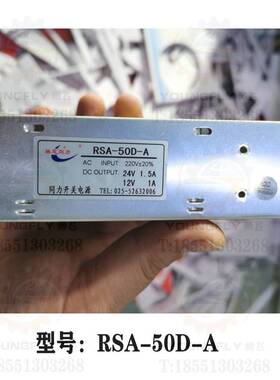 RSA-50D-A
AC INPUT 220V±20%
DC OUTPUT 24V 1.5A
12V 1A
同力开关电源 TEL:025-52632006
型号: RSA-50D-A
YOUNGFLY
T:18551303268